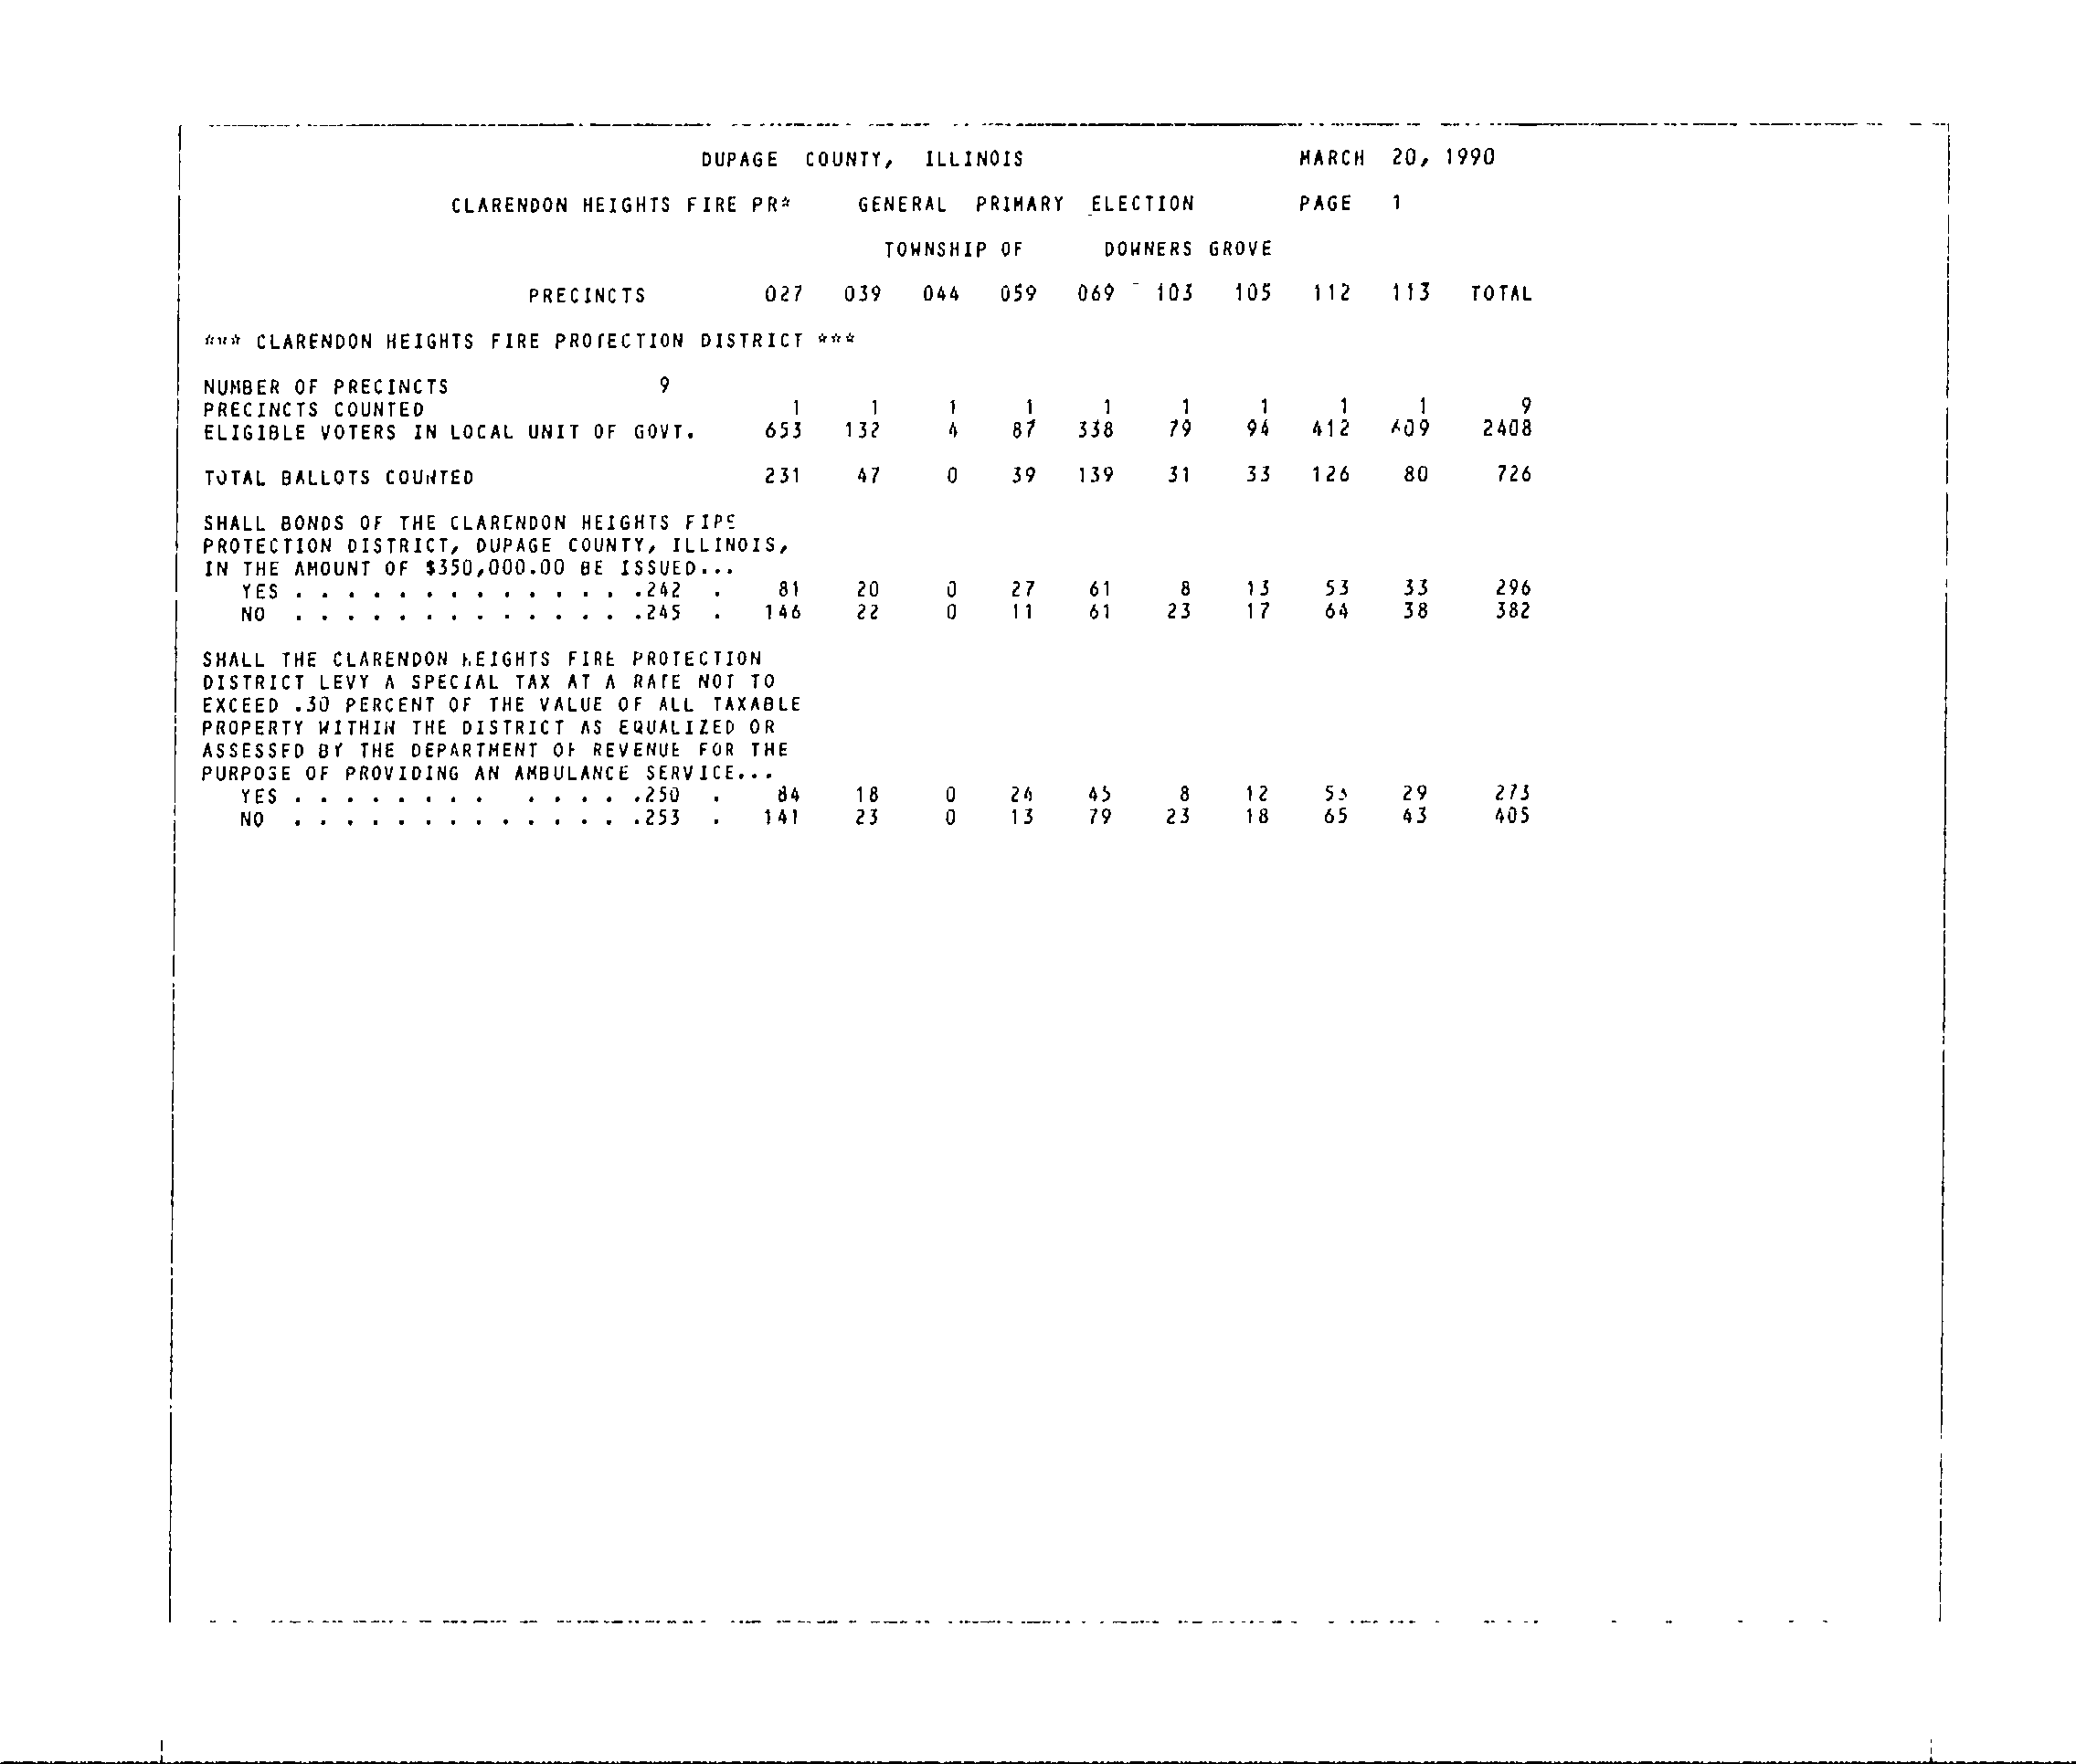 DUPAGE COUNTY, ILLINOIS MARCH 20, 1990
CLARENDON HEIGHTS FIRE PR* GENERAL PRIMARY ELECTION PAGE 1
TOWNSHIP OF DOWNERS GROVE
PRECINCTS 027 039 044 059 069 103 105 112 113 TOTAL
*** CLARENDON HEIGHTS FIRE PROTECTION DISTRICT ***
NUMBER OF PRECINCTS 9
PRECINCTS COUNTED 1 1 1 1 1 1 1 1 1 9
ELIGIBLE VOTERS IN LOCAL UNIT OF GOVT. 653 132 4 87 338 79 94 412 609 2408
TOTAL BALLOTS COUNTED 231 47 0 39 139 31 33 126 80 726
SHALL BONDS OF THE CLARENDON HEIGHTS FIRE
PROTECTION DISTRICT, DUPAGE COUNTY, ILLINOIS,
IN THE AMOUNT OF $350,000.00 BE ISSUED...
YES . . . . . . . . . . . . . .242 . 81 20 0 27 61 8 13 53 33 296
NO . . . . . . . . . . . . . .245 . 146 22 0 11 61 23 17 64 38 382
SHALL THE CLARENDON HEIGHTS FIRE PROTECTION
DISTRICT LEVY A SPECIAL TAX AT A RATE NOT TO
EXCEED .30 PERCENT OF THE VALUE OF ALL TAXABLE
PROPERTY WITHIN THE DISTRICT AS EQUALIZED OR
ASSESSED BY THE DEPARTMENT OF REVENUE FOR THE
PURPOSE OF PROVIDING AN AMBULANCE SERVICE...
YES . . . . . . . . . . . . .250 . 84 18 0 24 45 8 12 53 29 273
NO . . . . . . . . . . . . . .253 . 141 23 0 13 79 23 18 65 43 405